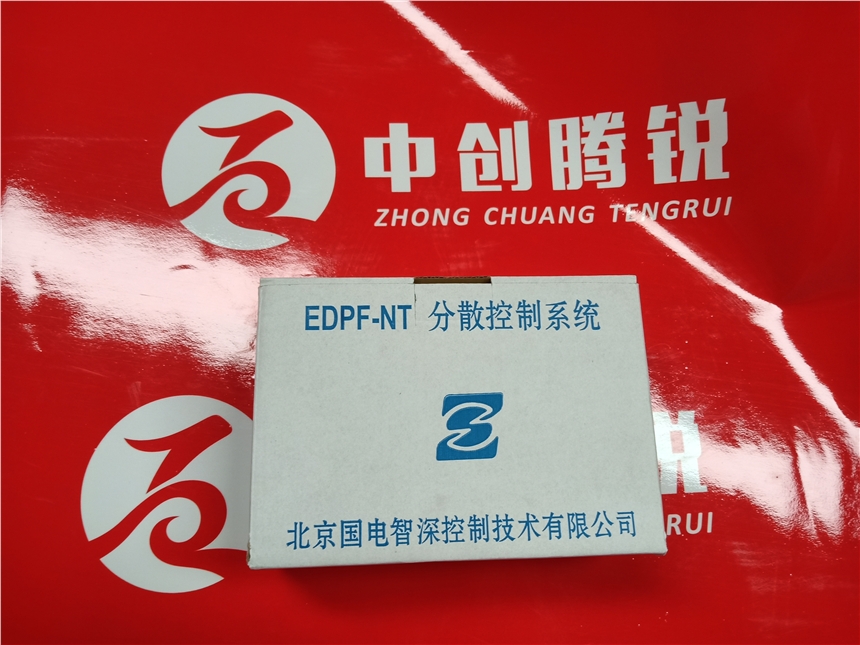 中创腾锐
ZHONG CHUANG TENGRUI
EDPF-NT 分散控制系统
北京国电智深控制技术有限公司
锐
RUI